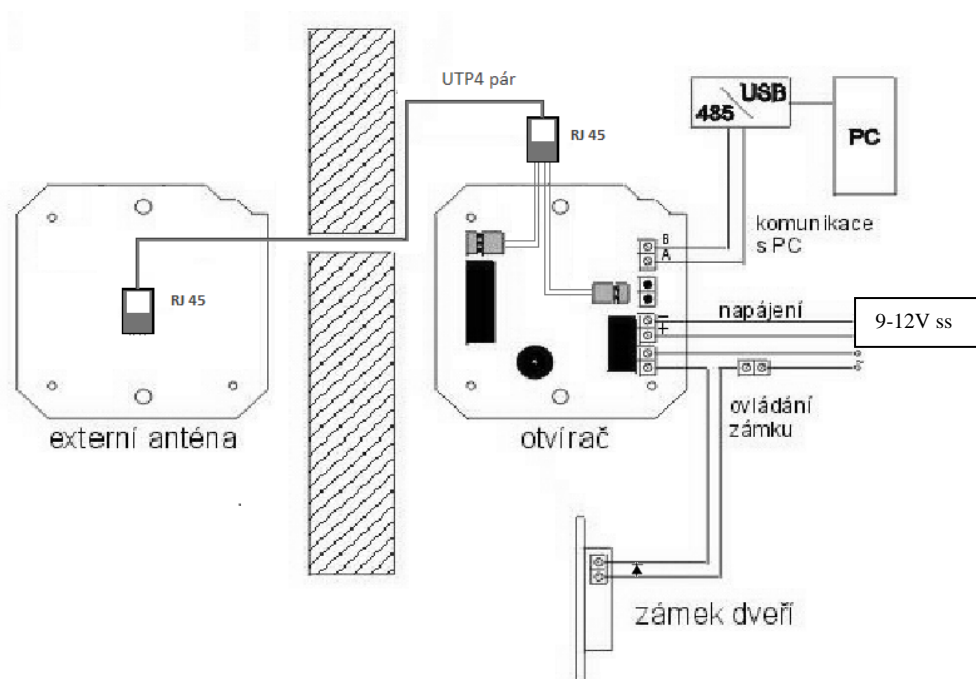 UTP4 pár
RJ 45
485
USB
PC
B
A
komunikace
s PC
RJ 45
napájení
9-12V ss
−
+
ovládání
zámku
externí anténa
otvírač
zámek dveří